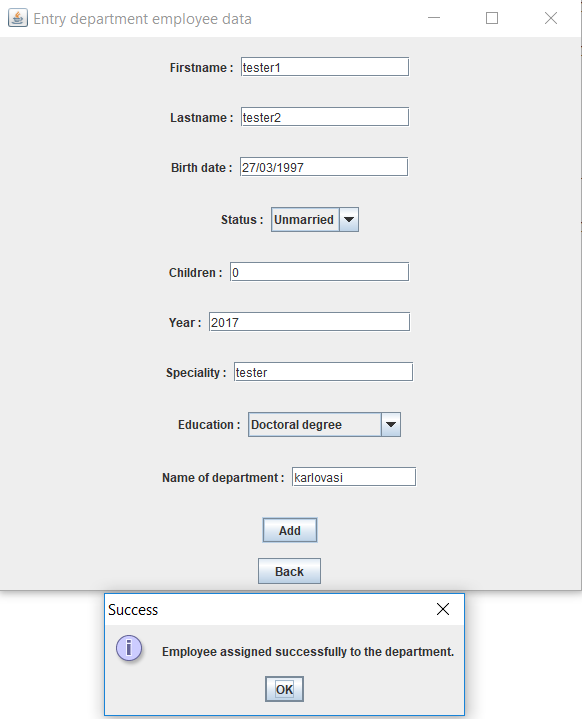 Entry department employee data
Firstname : tester1
Lastname : tester2
Birth date : 27/03/1997
Status : Unmarried
Children : 0
Year : 2017
Speciality : tester
Education : Doctoral degree
Name of department : karlovasi
Add
Back
Success
Employee assigned successfully to the department.
OK